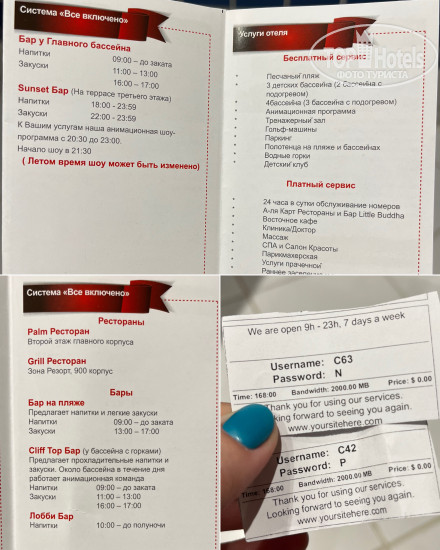 Система «Все включено»
Бар у Главного бассейна
Напитки 09:00 – до заката
Закуски 11:00 – 13:00
16:00 – 17:00
Sunset Бар (На террасе третьего этажа)
Напитки 18:00 - 23:59
Закуски 22:00 - 23:59
К Вашим услугам наша анимационная шоу-
программа с 20:30 до 23:00.
Начало шоу в 21:30
( Летом время шоу может быть изменено)
Услуги отеля
Бесплатный сервис
Песчаный пляж
3 детских бассейна (2 бассейна с
подогревом)
4бассейна (3 бассейна с подогревом)
Анимационная программа
Тренажерный зал
Гольф-машины
Паркинг
Полотенца на пляже и бассейнах
Водные горки
Детский клуб
Платный сервис
24 часа в сутки обслуживание номеров
А-ля Карт Рестораны и Бар Little Buddha
Восточное кафе
Клиника/Доктор
Массаж
СПА и Салон Красоты
Парикмахерская
Услуги прачечной
Раннее
TopHotels
ФОТО ТУРИСТА
Система «Все включено»
Рестораны
Palm Ресторан
Второй этаж главного корпуса
Grill Ресторан
Зона Резорт, 900 корпус
Бары
Бар на пляже
Предлагает напитки и легкие закуски
Напитки 09:00 – до заката
Закуски 13:00 – 17:00
Cliff Top Бар (у бассейна с горками)
Предлагает прохладительные напитки и
закуски. Около бассейна в течение дня
работает анимационная команда
Напитки 09:00 – до заката
Закуски 11:00 – 13:00
16:00 – 17:00
Лобби Бар
Напитки 10:00 – до полуночи
We are open 9h - 23h, 7 days a week
Username: C63
Password: N
Time: 168:00 Bandwidth: 2000.00 MB Price: $ 0.00
Thank you for using our services.
ooking forward to seeing you again.
www.yoursitehere.com
Username: C42
Password: P
Time: 168:00 Bandwidth: 2000.00 MB Price: $ 0.00
Thank you for using our services.
Looking forward to seeing you again.
www.yoursitehere.com